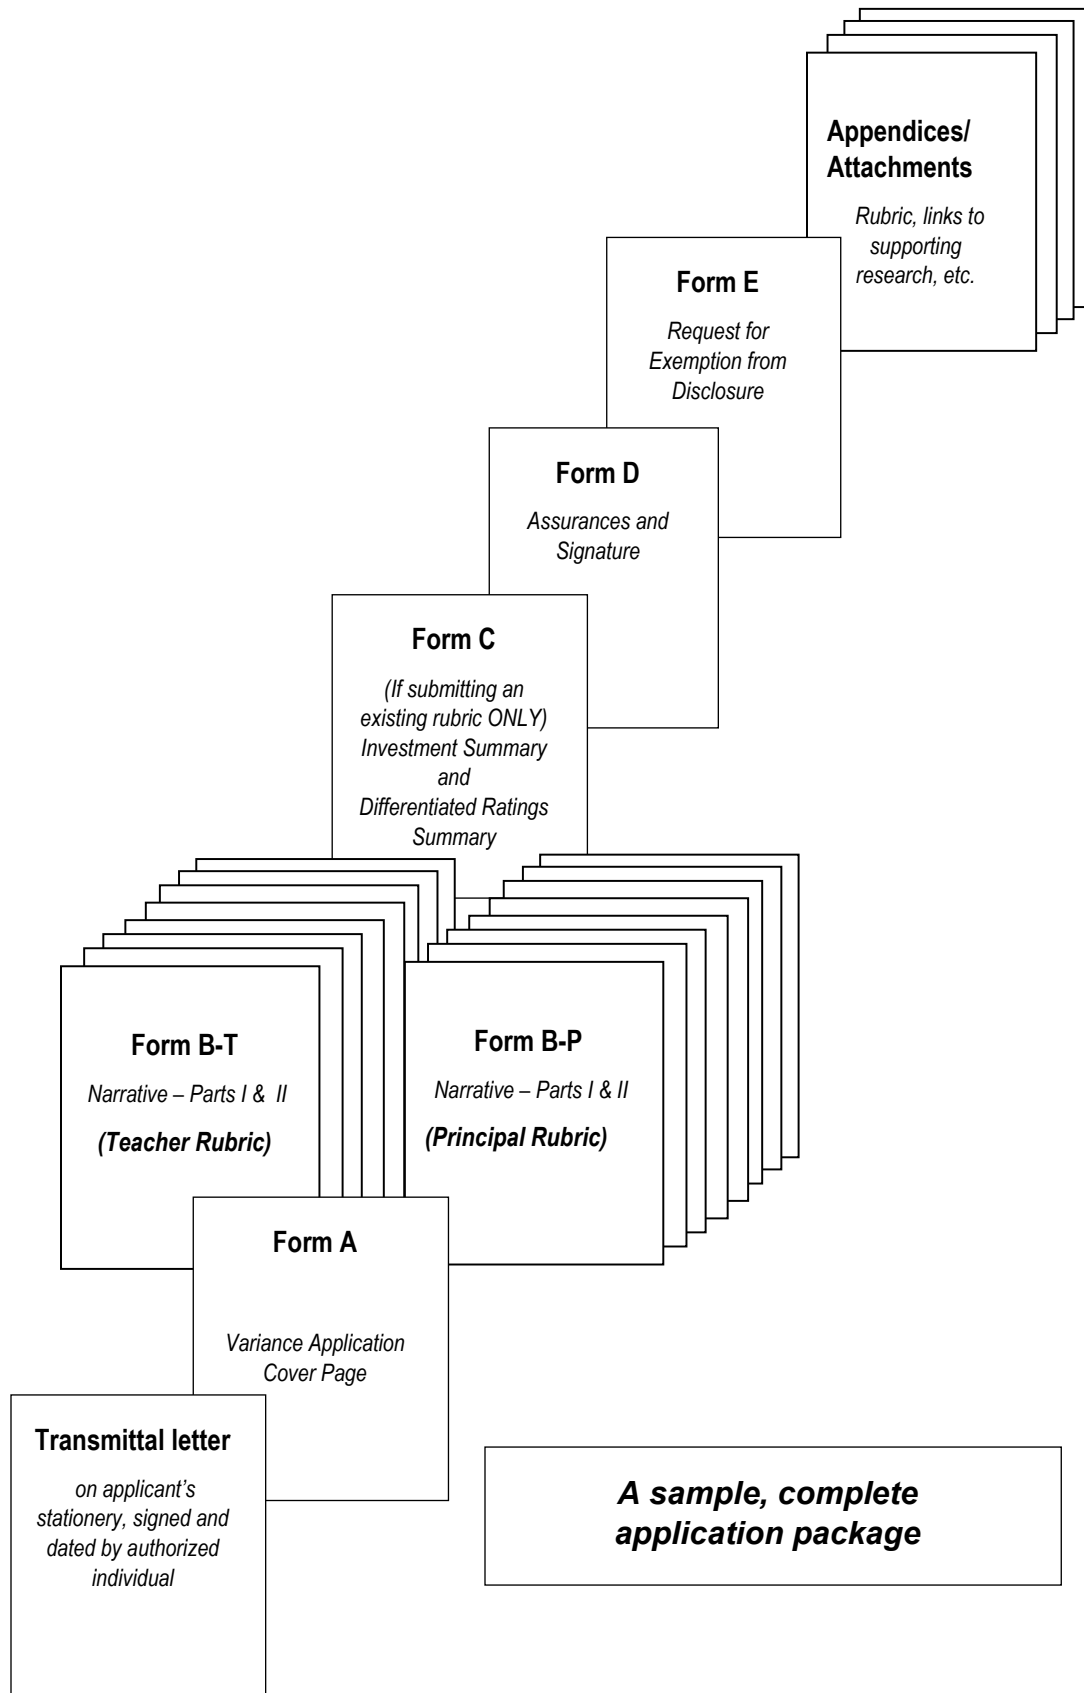 Appendices/
Attachments
Rubric, links to
supporting
research, etc.
Form E
Request for
Exemption from
Disclosure
Form D
Assurances and
Signature
Form C
(If submitting an
existing rubric ONLY)
Investment Summary
and
Differentiated Ratings
Summary
Form B-T
Narrative – Parts I &  II
(Teacher Rubric)
Form B-P
Narrative – Parts I & II
(Principal Rubric)
Form A
Variance Application
Cover Page
Transmittal letter
on applicant’s
stationery, signed and
dated by authorized
individual
A sample, complete
application package